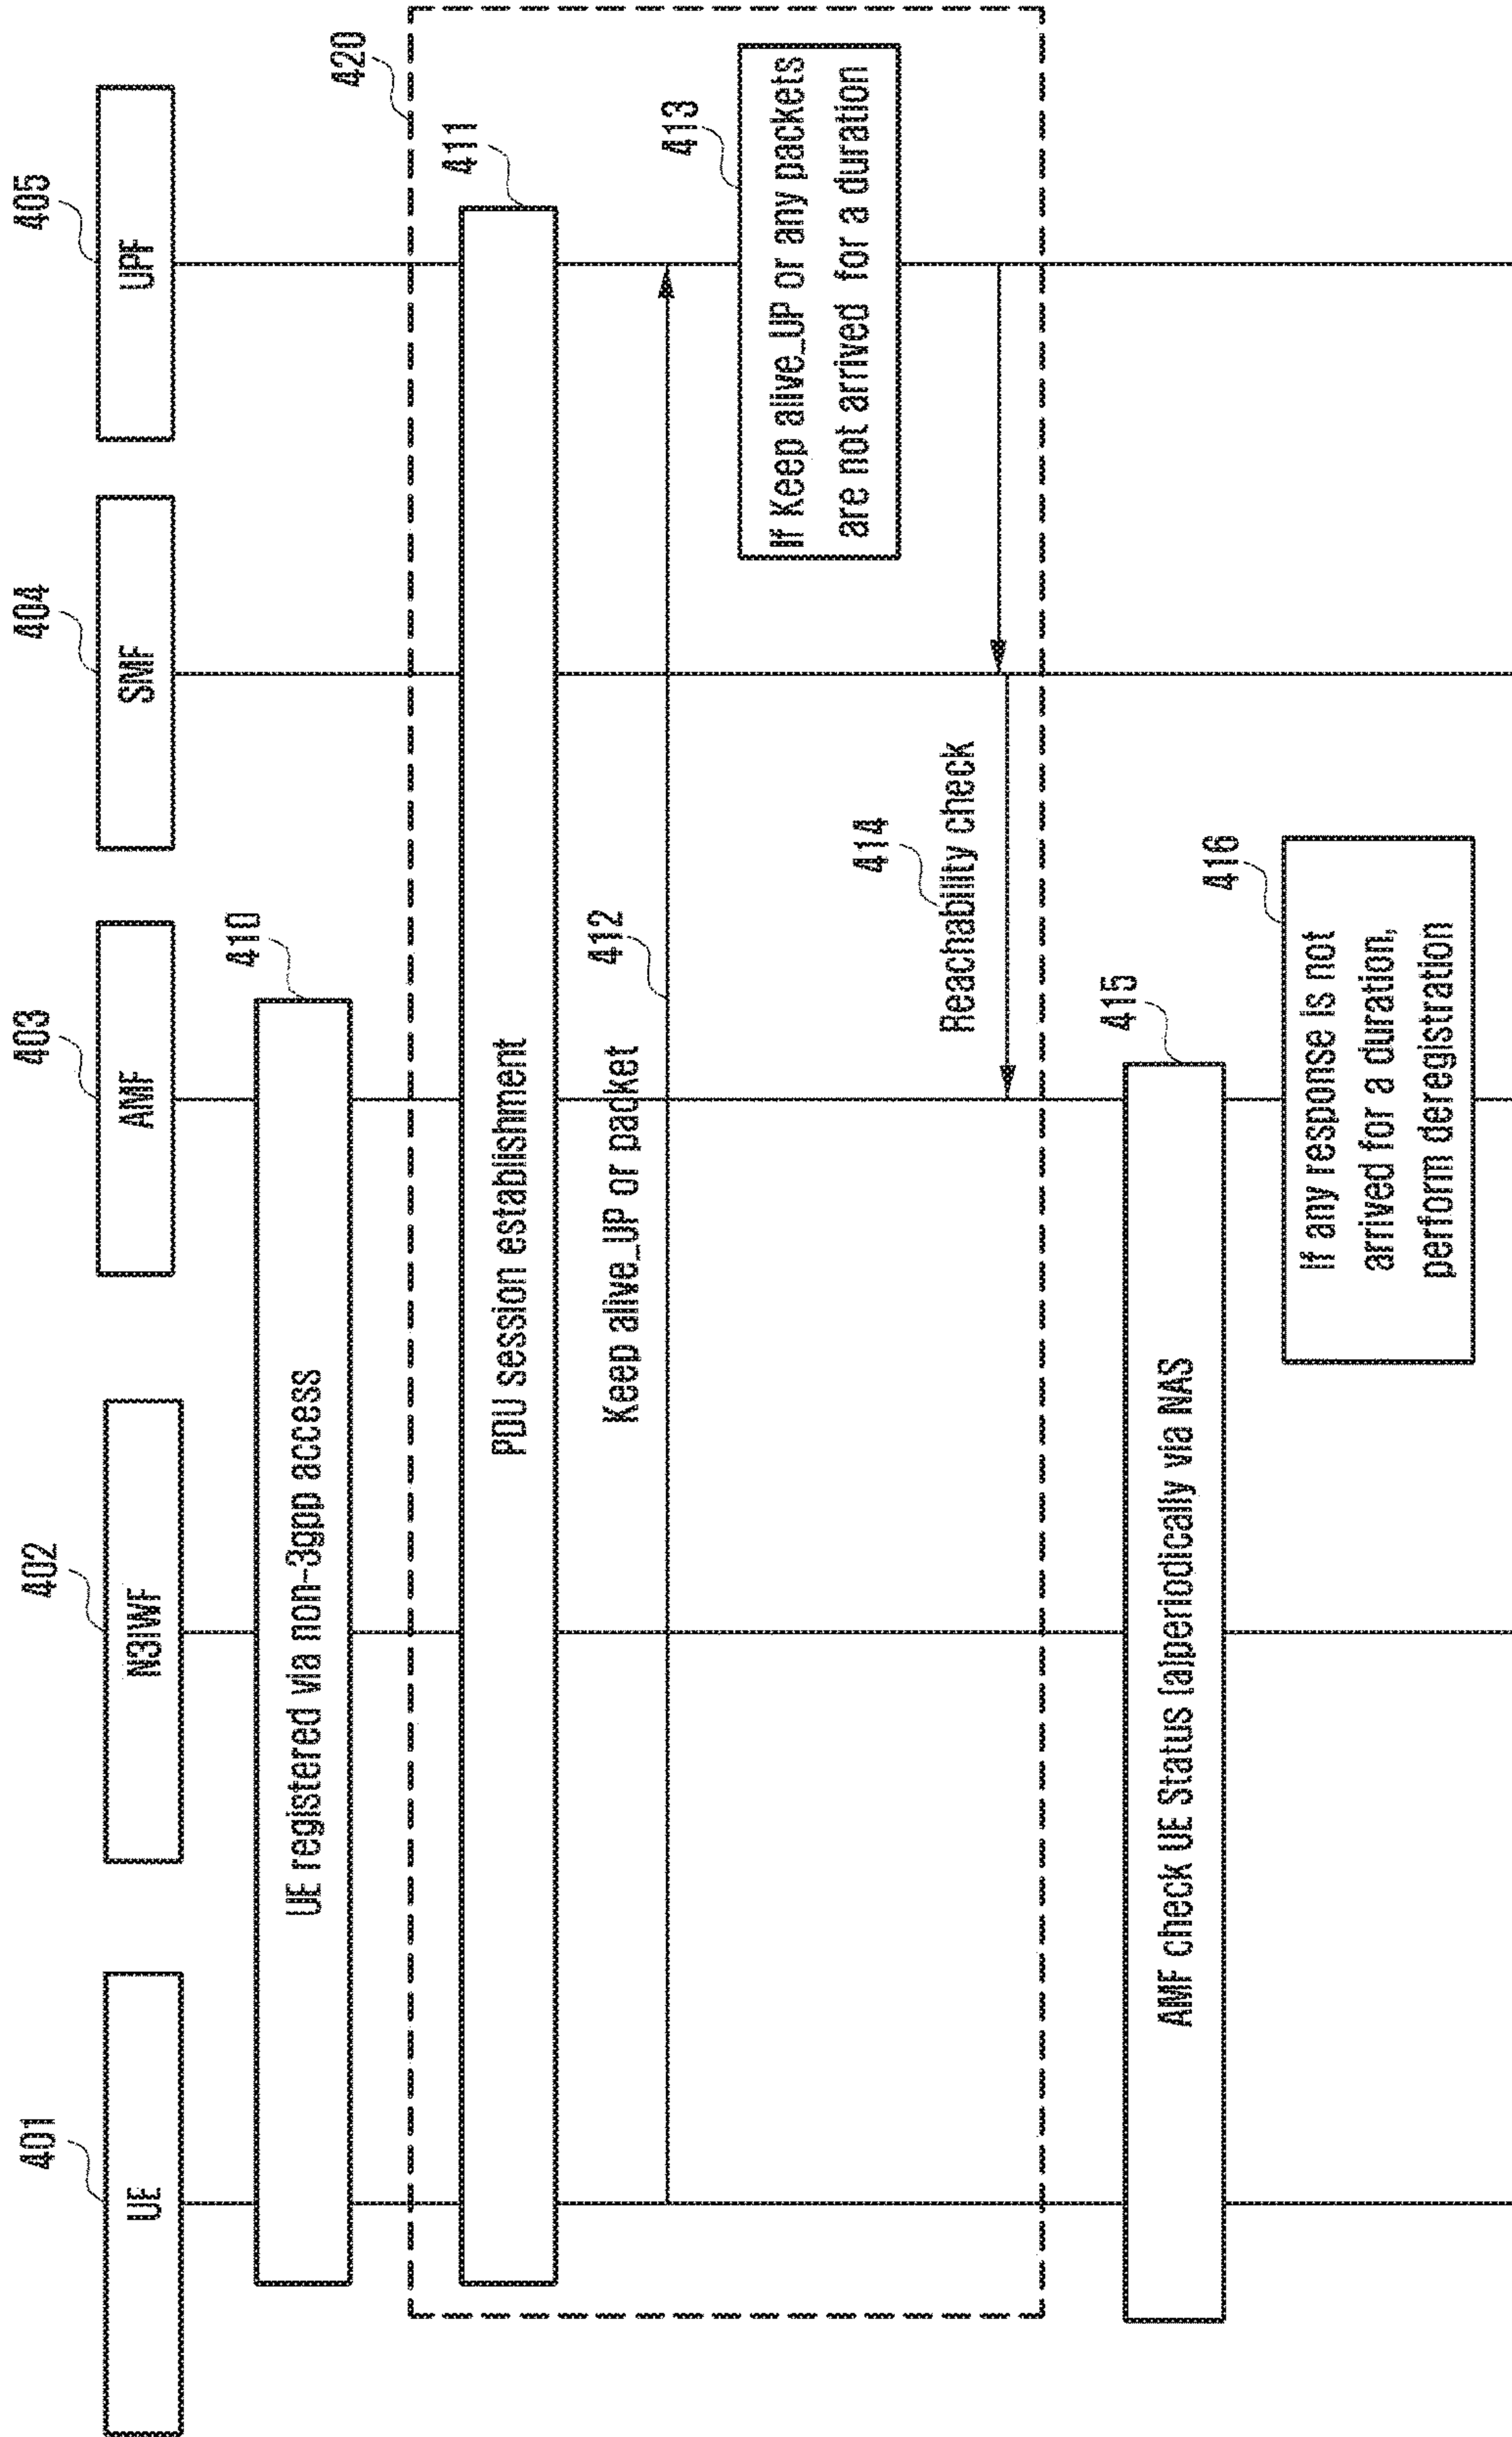 401
402
403
404
405
UE
N3IWF
AMF
SMF
UPF
410
UE registered via non-3gpp access
420
411
PDU session establishment
412
Keep alive_UP or packet
413
If Keep alive_UP or any packets
are not arrived for a duration
414
Reachability check
415
AMF check UE Status (a)periodically via NAS
416
If any response is not
arrived for a duration,
perform deregistration